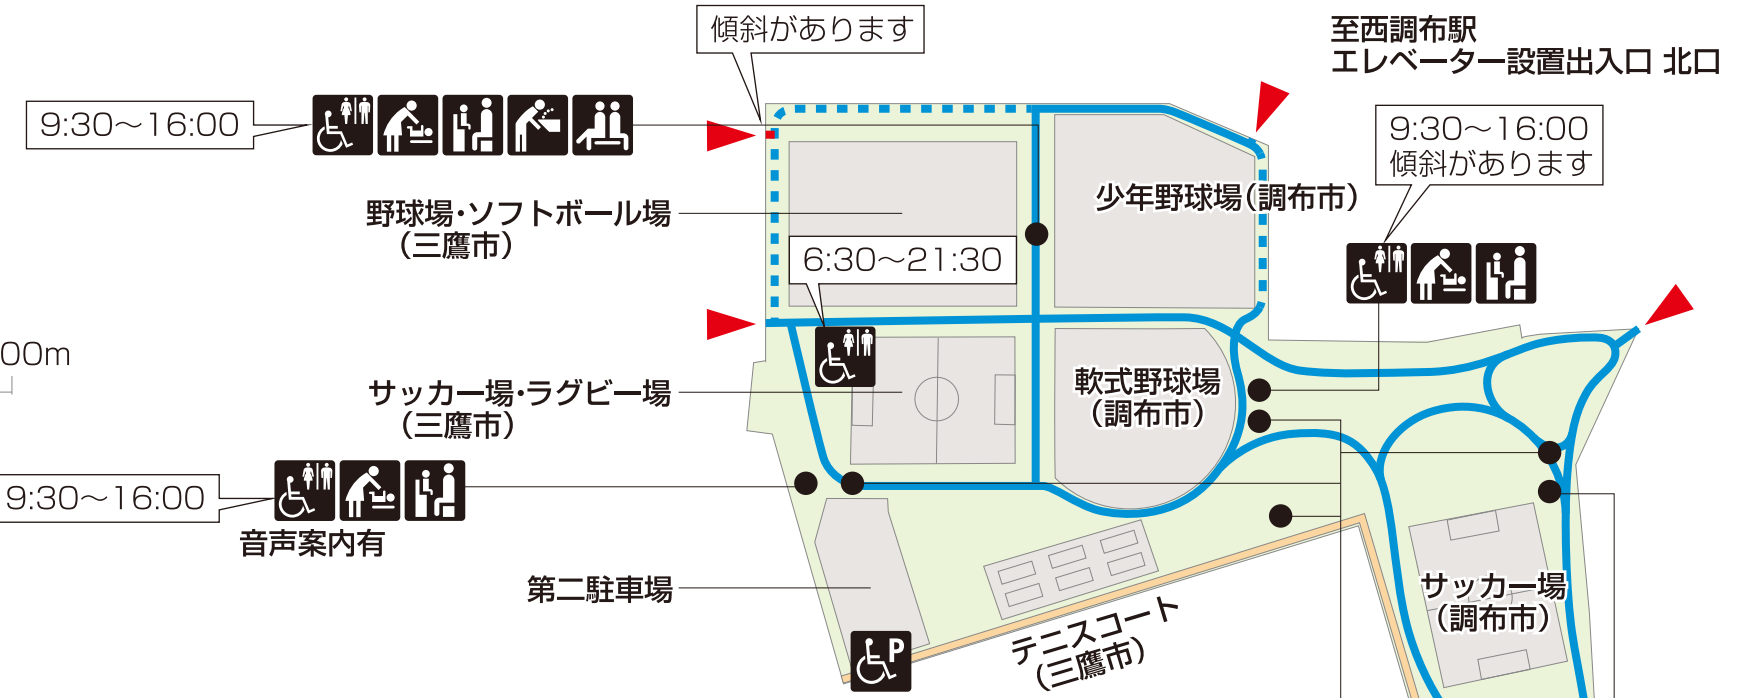 傾斜があります
至西調布駅
エレベーター設置出入口 北口
9:30〜16:00
9:30〜16:00
傾斜があります
野球場・ソフトボール場
（三鷹市）
少年野球場（調布市）
6:30〜21:30
00m
サッカー場・ラグビー場
（三鷹市）
軟式野球場
（調布市）
9:30〜16:00
音声案内有
第二駐車場
P
テニスコート
（三鷹市）
サッカー場
（調布市）